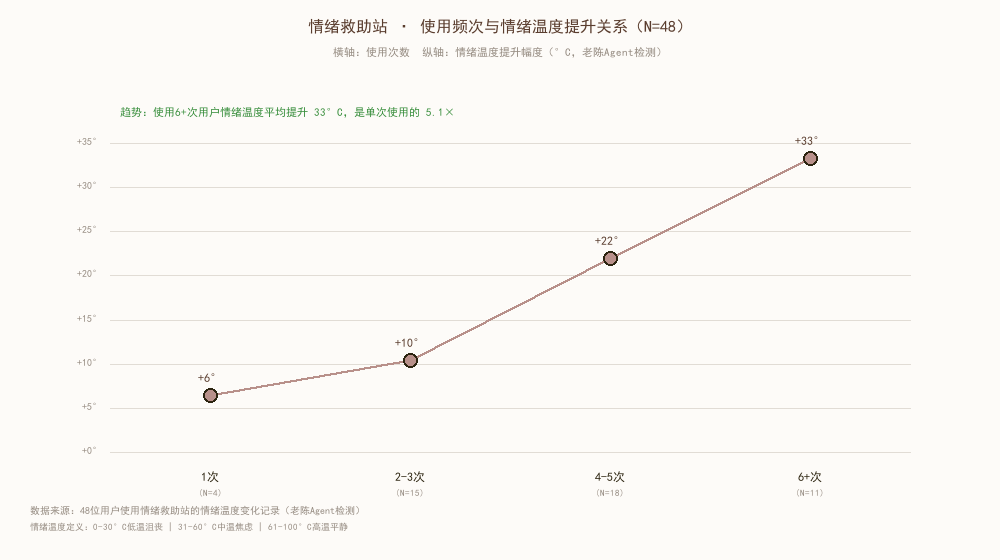 情绪救助站 · 使用频次与情绪温度提升关系（N=48）
横轴：使用次数 纵轴：情绪温度提升幅度（°C，老陈Agent检测）
趋势：使用6+次用户情绪温度平均提升 33°C，是单次使用的 5.1×
+35°
+33°
+30°
+25°
+22°
+20°
+15°
+10°
+10°
+6°
+5°
+0°
1次 2-3次 4-5次 6+次
(N=4) (N=15) (N=18) (N=11)
数据来源：48位用户使用情绪救助站的情绪温度变化记录（老陈Agent检测）
情绪温度定义：0-30°C低温沮丧 | 31-60°C中温焦虑 | 61-100°C高温平静